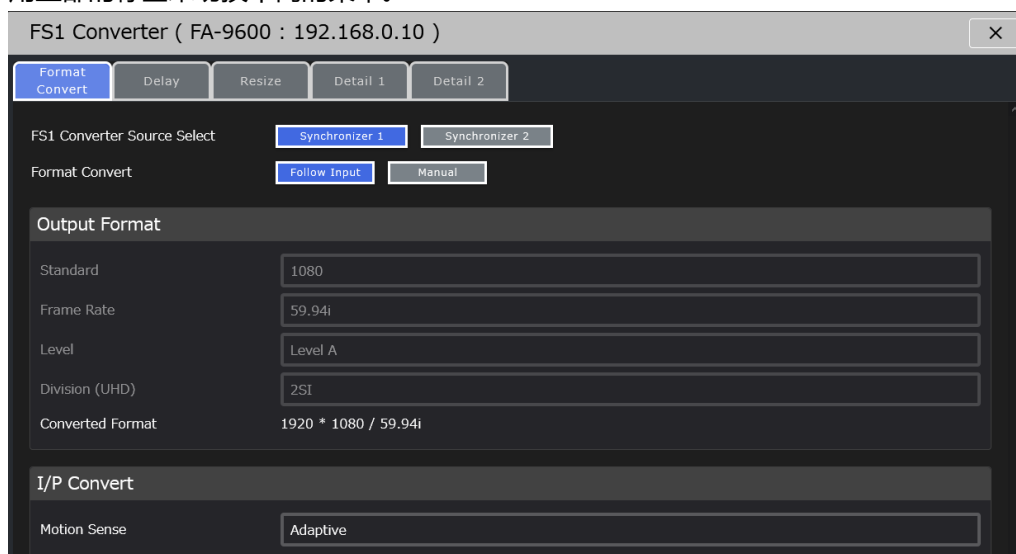 FS1 Converter ( FA-9600 : 192.168.0.10 )
Format Convert
Delay
Resize
Detail 1
Detail 2
FS1 Converter Source Select
Synchronizer 1
Synchronizer 2
Format Convert
Follow Input
Manual
Output Format
Standard
1080
Frame Rate
59.94i
Level
Level A
Division (UHD)
2SI
Converted Format
1920 * 1080 / 59.94i
I/P Convert
Motion Sense
Adaptive